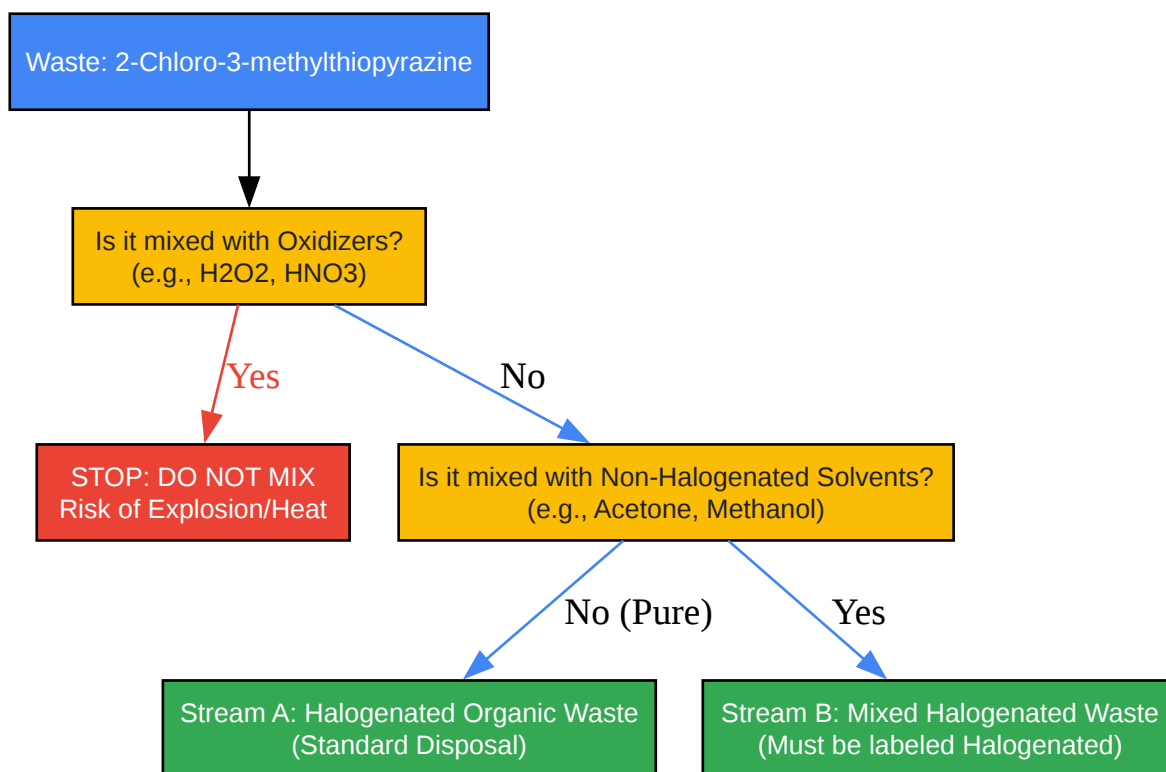 Waste: 2-Chloro-3-methylthiopyrazine
Is it mixed with Oxidizers?
(e.g., H2O2, HNO3)
Yes
No
STOP: DO NOT MIX
Risk of Explosion/Heat
Is it mixed with Non-Halogenated Solvents?
(e.g., Acetone, Methanol)
No (Pure)
Yes
Stream A: Halogenated Organic Waste
(Standard Disposal)
Stream B: Mixed Halogenated Waste
(Must be labeled Halogenated)